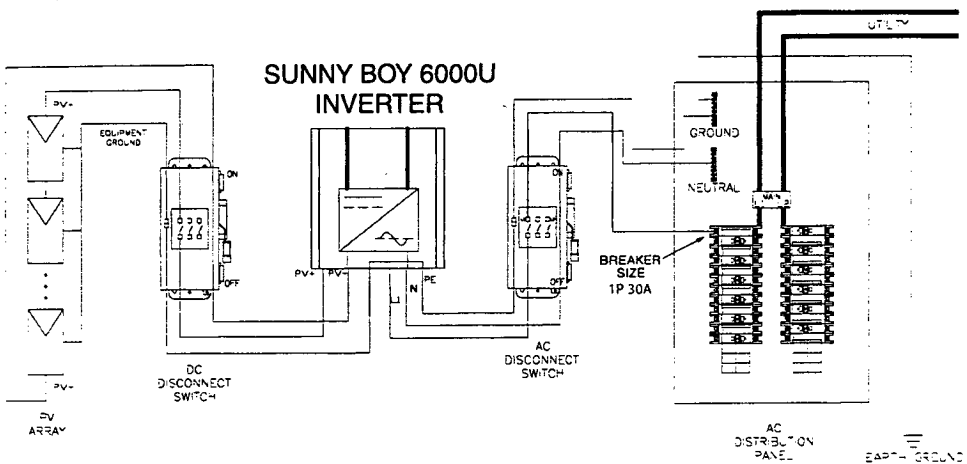 UTILITY
SUNNY BOY 6000U
INVERTER
PV+
EQUIPMENT
GROUND
ON
OFF
PV+
PV-
L1
N
PE
ON
OFF
GROUND
NEUTRAL
MAIN
BREAKER
SIZE
1P 30A
DC
DISCONNECT
SWITCH
AC
DISCONNECT
SWITCH
PV-
PV
ARRAY
AC
DISTRIBUTION
PANEL
EARTH GROUND